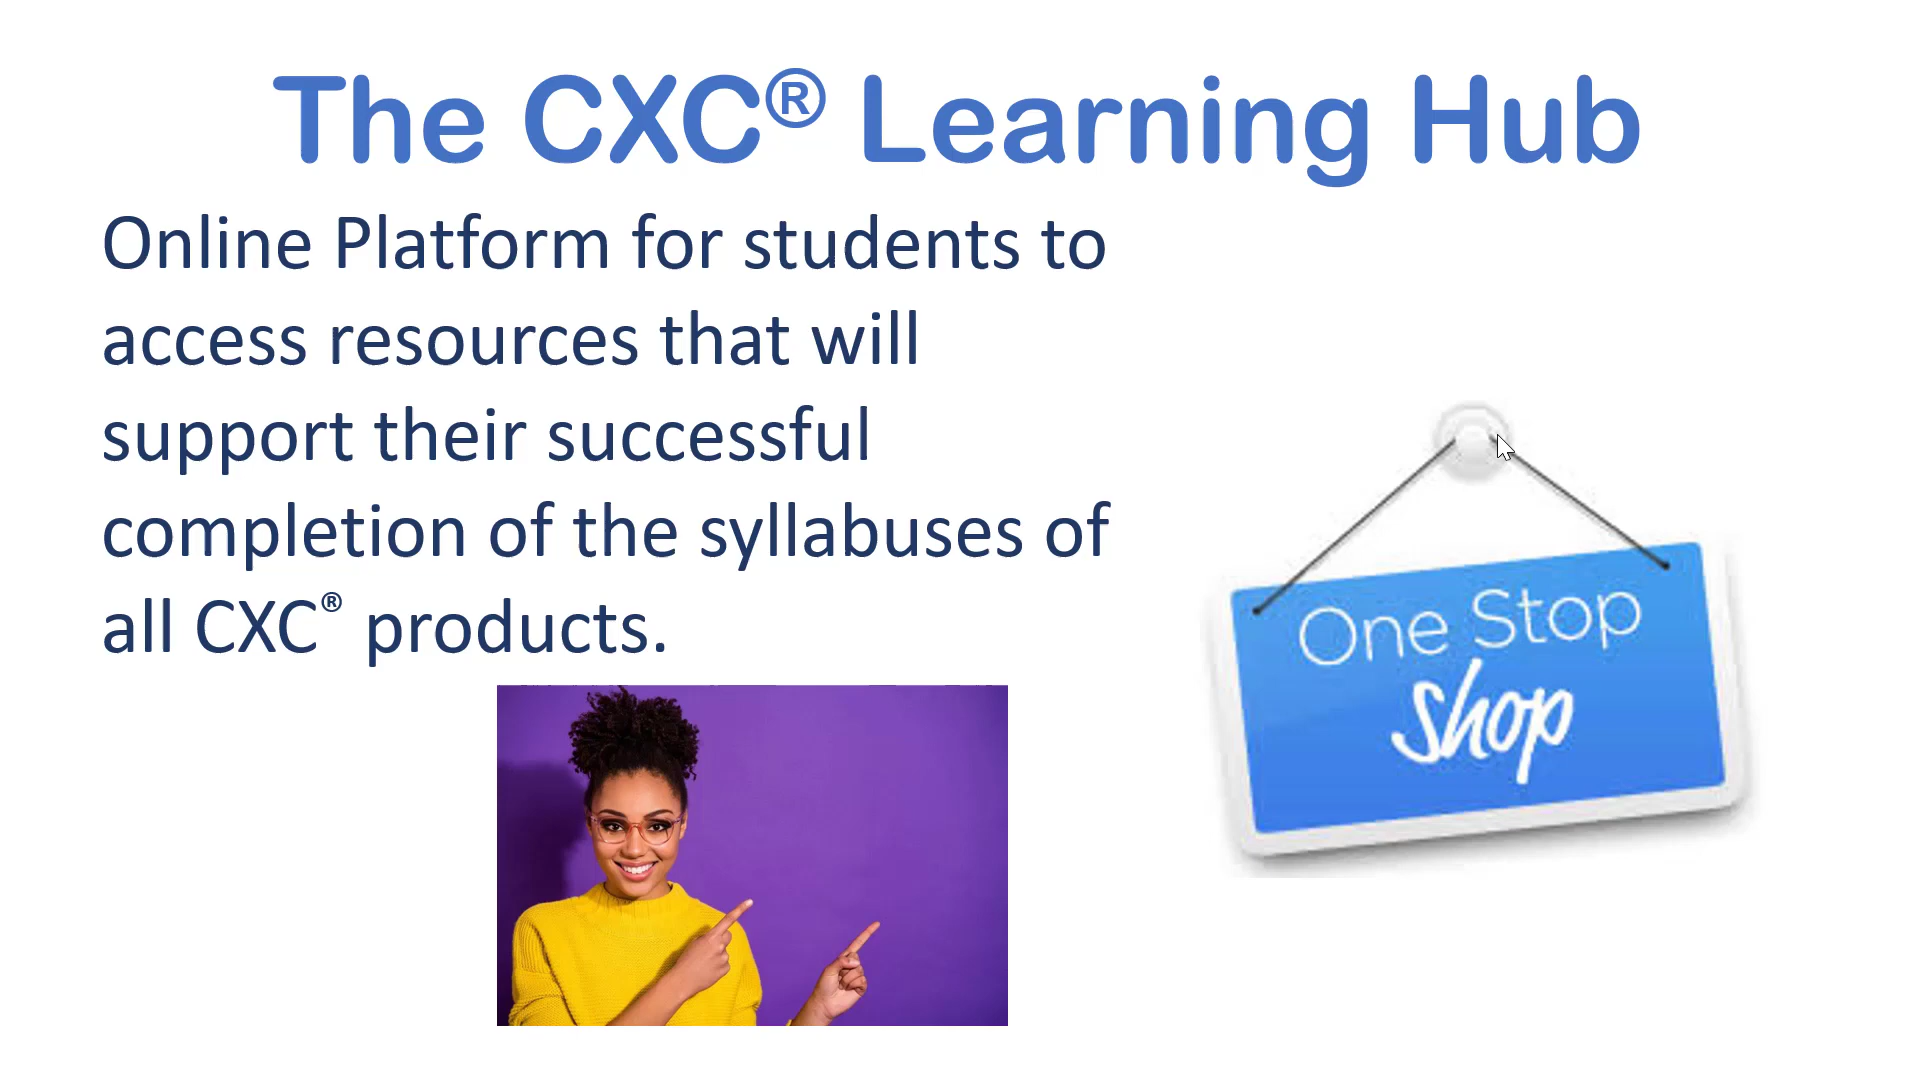 The CXC® Learning Hub
Online Platform for students to
access resources that will
support their successful
completion of the syllabuses of
all CXC® products.
One Stop
Shop